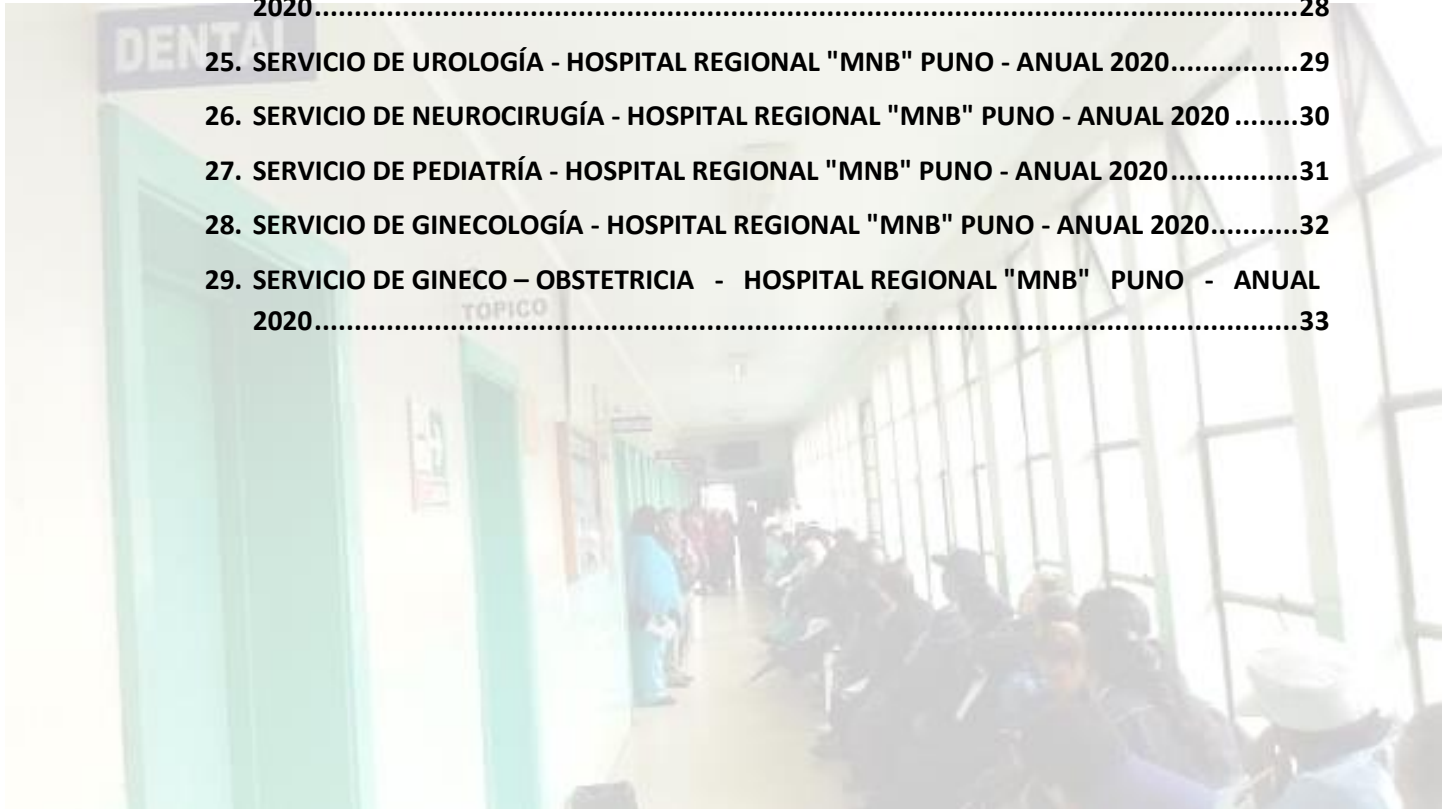 2020..........................................................................................................................28
DENTAL
25. SERVICIO DE UROLOGÍA - HOSPITAL REGIONAL "MNB" PUNO - ANUAL 2020................29
26. SERVICIO DE NEUROCIRUGÍA - HOSPITAL REGIONAL "MNB" PUNO - ANUAL 2020........30
27. SERVICIO DE PEDIATRÍA - HOSPITAL REGIONAL "MNB" PUNO - ANUAL 2020................31
28. SERVICIO DE GINECOLOGÍA - HOSPITAL REGIONAL "MNB" PUNO - ANUAL 2020...........32
29. SERVICIO DE GINECO – OBSTETRICIA - HOSPITAL REGIONAL "MNB" PUNO - ANUAL
TOPICO
2020..........................................................................................................................33